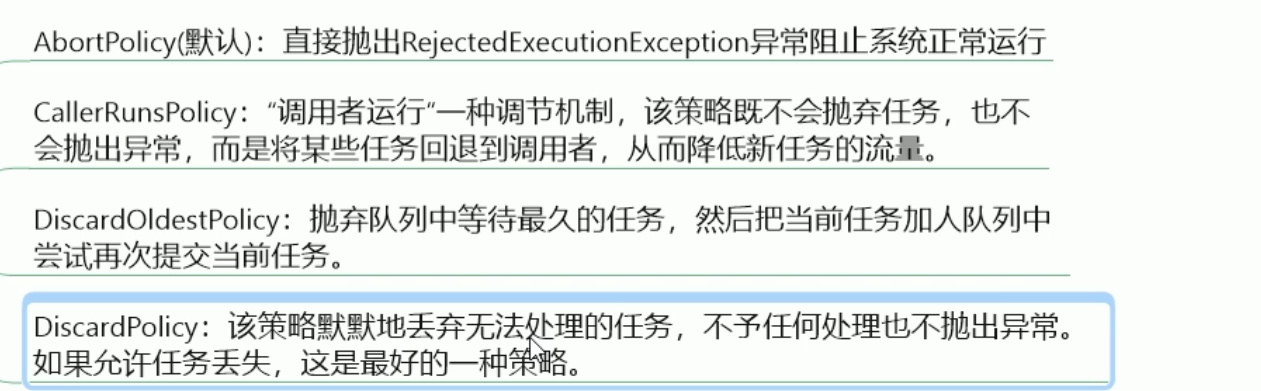 AbortPolicy(默认)：直接抛出RejectedExecutionException异常阻止系统正常运行
CallerRunsPolicy：“调用者运行“一种调节机制，该策略既不会抛弃任务，也不
会抛出异常，而是将某些任务回退到调用者，从而降低新任务的流量。
DiscardOldestPolicy：抛弃队列中等待最久的任务，然后把当前任务加人队列中
尝试再次提交当前任务。
DiscardPolicy：该策略默默地丢弃无法处理的任务，不予任何处理也不抛出异常。
如果允许任务丢失，这是最好的一种策略。